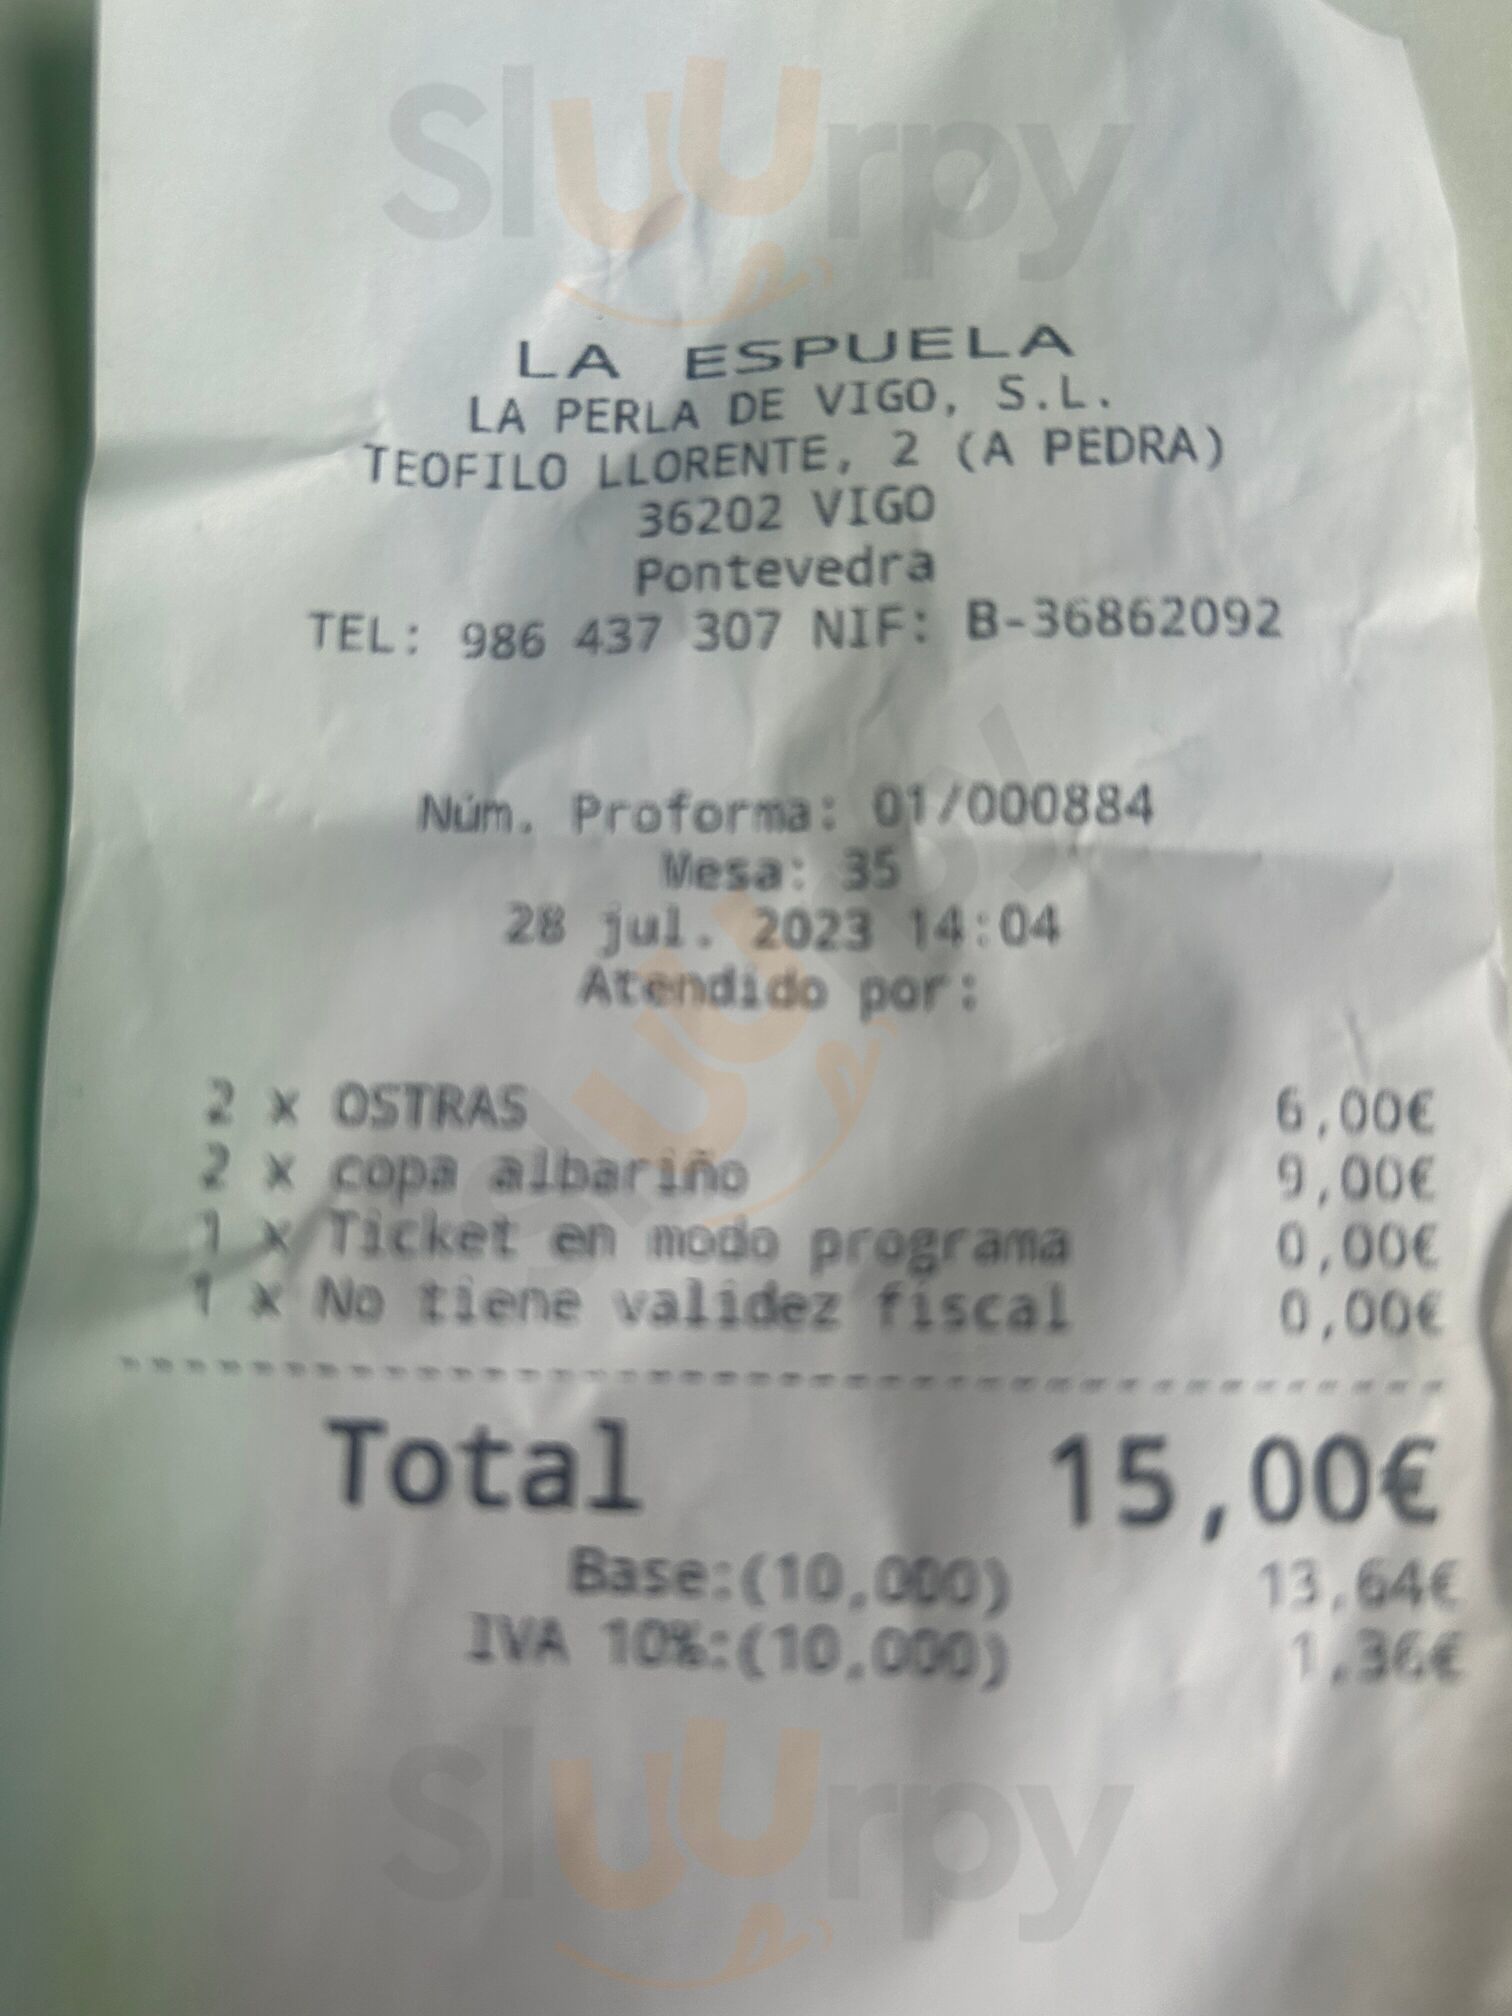 Sluurpy
LA ESPUELA
LA PERLA DE VIGO, S.L.
TEOFILO LLORENTE, 2 (A PEDRA)
36202 VIGO
Pontevedra
TEL: 986 437 307 NIF: B-36862092
Núm. Proforma: 01/000884
Mesa: 35
28 jul. 2023 14:04
Atendido por:
Sluurpy
2 x OSTRAS 6,00€
2 x copa albariño 9,00€
1 x Ticket en modo programa 0,00€
1 x No tiene validez fiscal 0,00€
Total 15,00€
Base:(10,000) 13,64€
IVA 10%:(10,000) 1,36€
Sluurpy